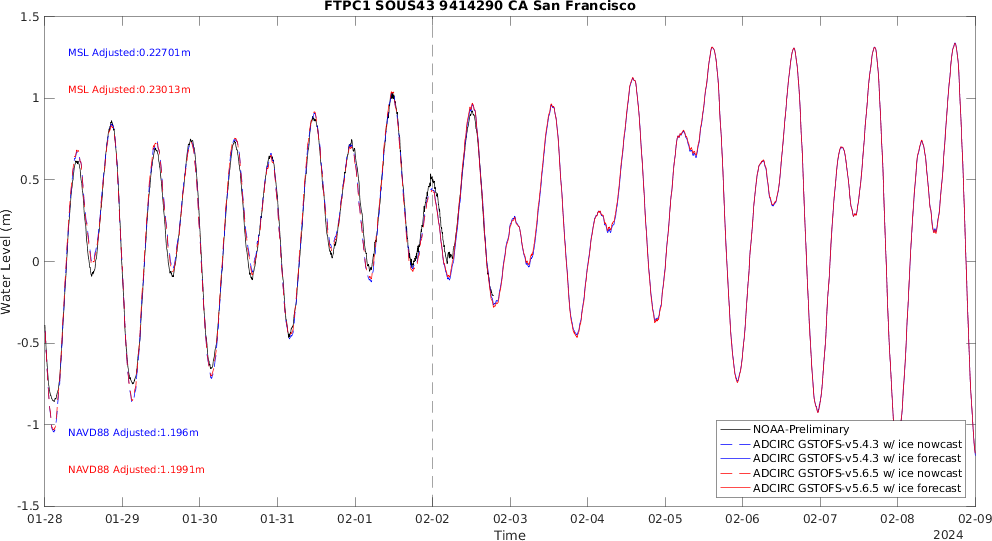 FTPC1 SOUS43 9414290 CA San Francisco
1.5
MSL Adjusted:0.22701m
MSL Adjusted:0.23013m
1
0.5
0
-0.5
-1
-1.5
Water Level (m)
NAVD88 Adjusted:1.196m
NAVD88 Adjusted:1.1991m
NOAA-Preliminary
ADCIRC GSTOFS-v5.4.3 w/ ice nowcast
ADCIRC GSTOFS-v5.4.3 w/ ice forecast
ADCIRC GSTOFS-v5.6.5 w/ ice nowcast
ADCIRC GSTOFS-v5.6.5 w/ ice forecast
01-28 01-29 01-30 01-31 02-01 02-02 02-03 02-04 02-05 02-06 02-07 02-08 02-09
Time
2024